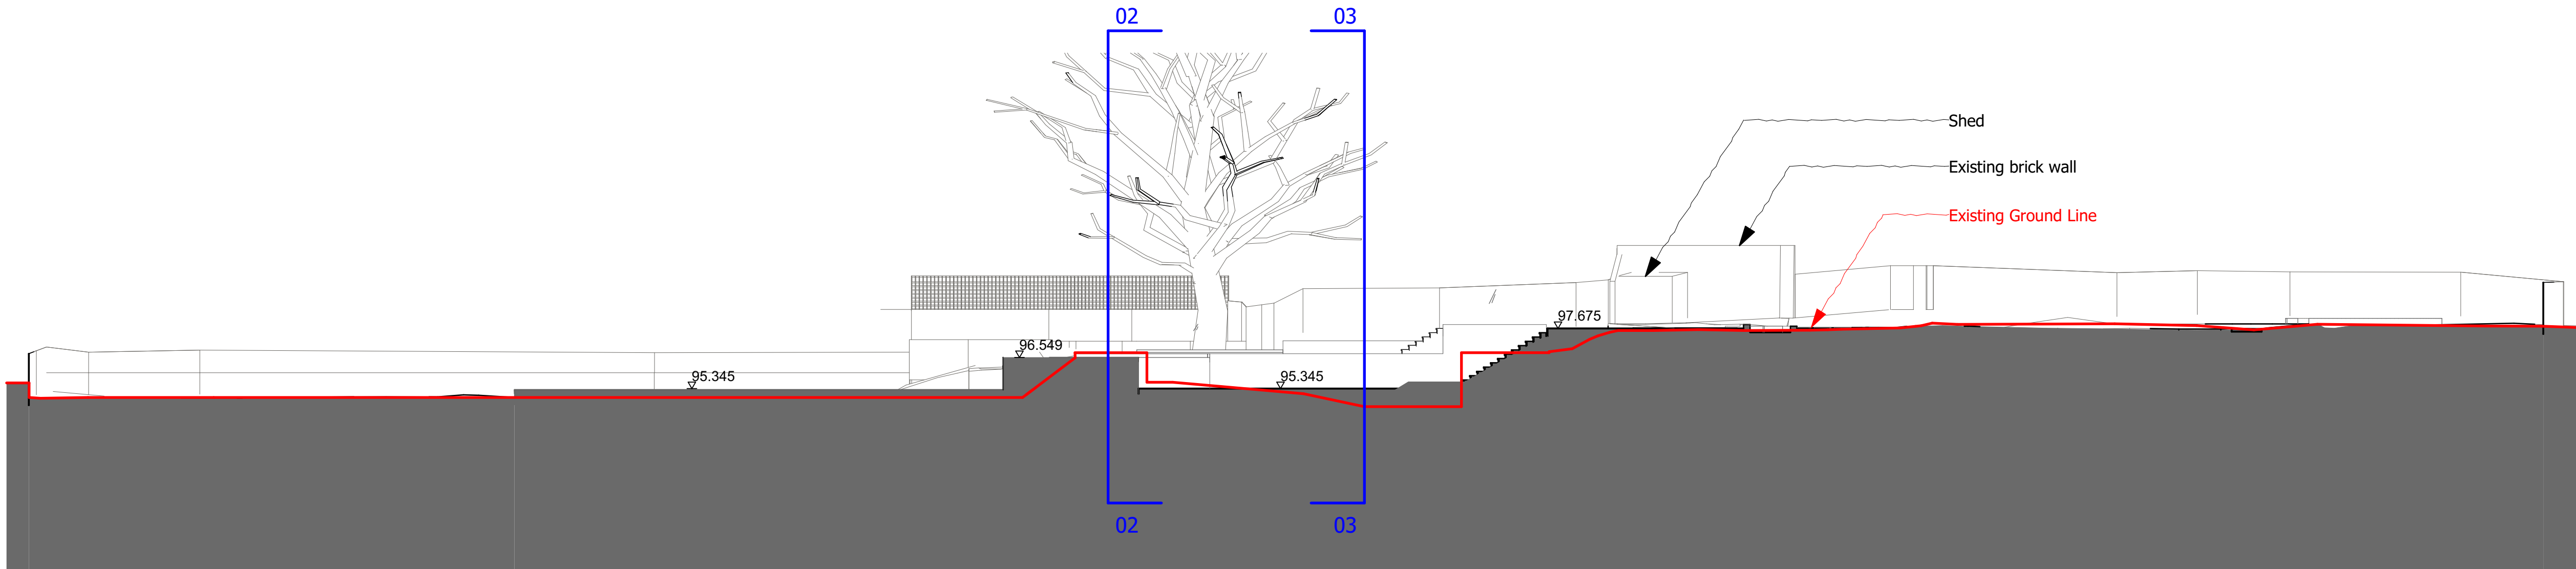 02 03
Shed
Existing brick wall
Existing Ground Line
97.675
96.549
95.345 95.345
02 03